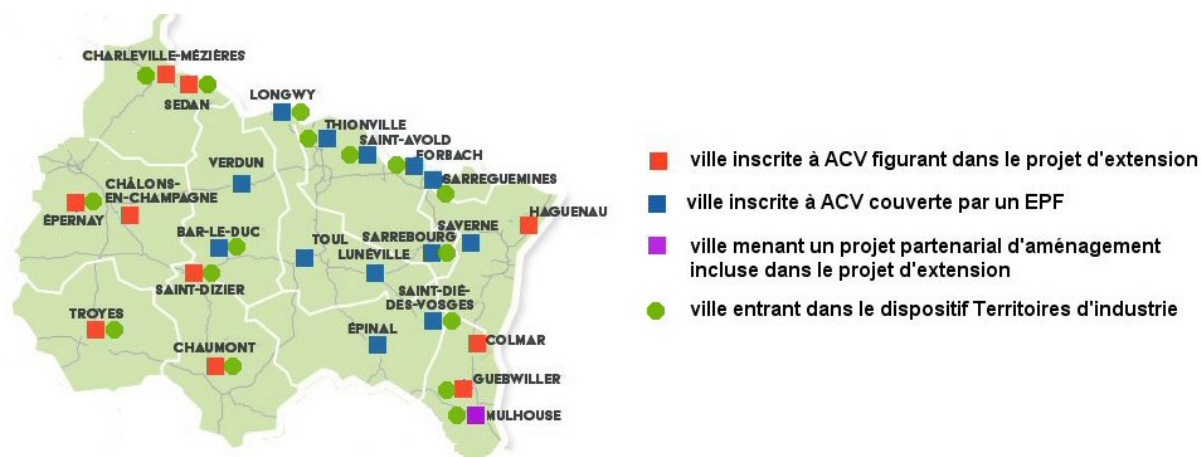 CHARLEVILLE-MÉZIÈRES
SEDAN
LONGWY
THIONVILLE
SAINT-AVOLD
FORBACH
SARREGUEMINES
VERDUN
CHÂLONS-
EN-CHAMPAGNE
ÉPERNAY
HAGUENAU
SAVERNE
BAR-LE-DUC
TOUL
SARREBOURG
LUNÉVILLE
SAINT-DIZIER
SAINT-DIÉ-
DES-VOSGES
TROYES
ÉPINAL
COLMAR
CHAUMONT
GUEBWILLER
MULHOUSE
ville inscrite à ACV figurant dans le projet d'extension
ville inscrite à ACV couverte par un EPF
ville menant un projet partenarial d'aménagement
incluse dans le projet d'extension
ville entrant dans le dispositif Territoires d'industrie